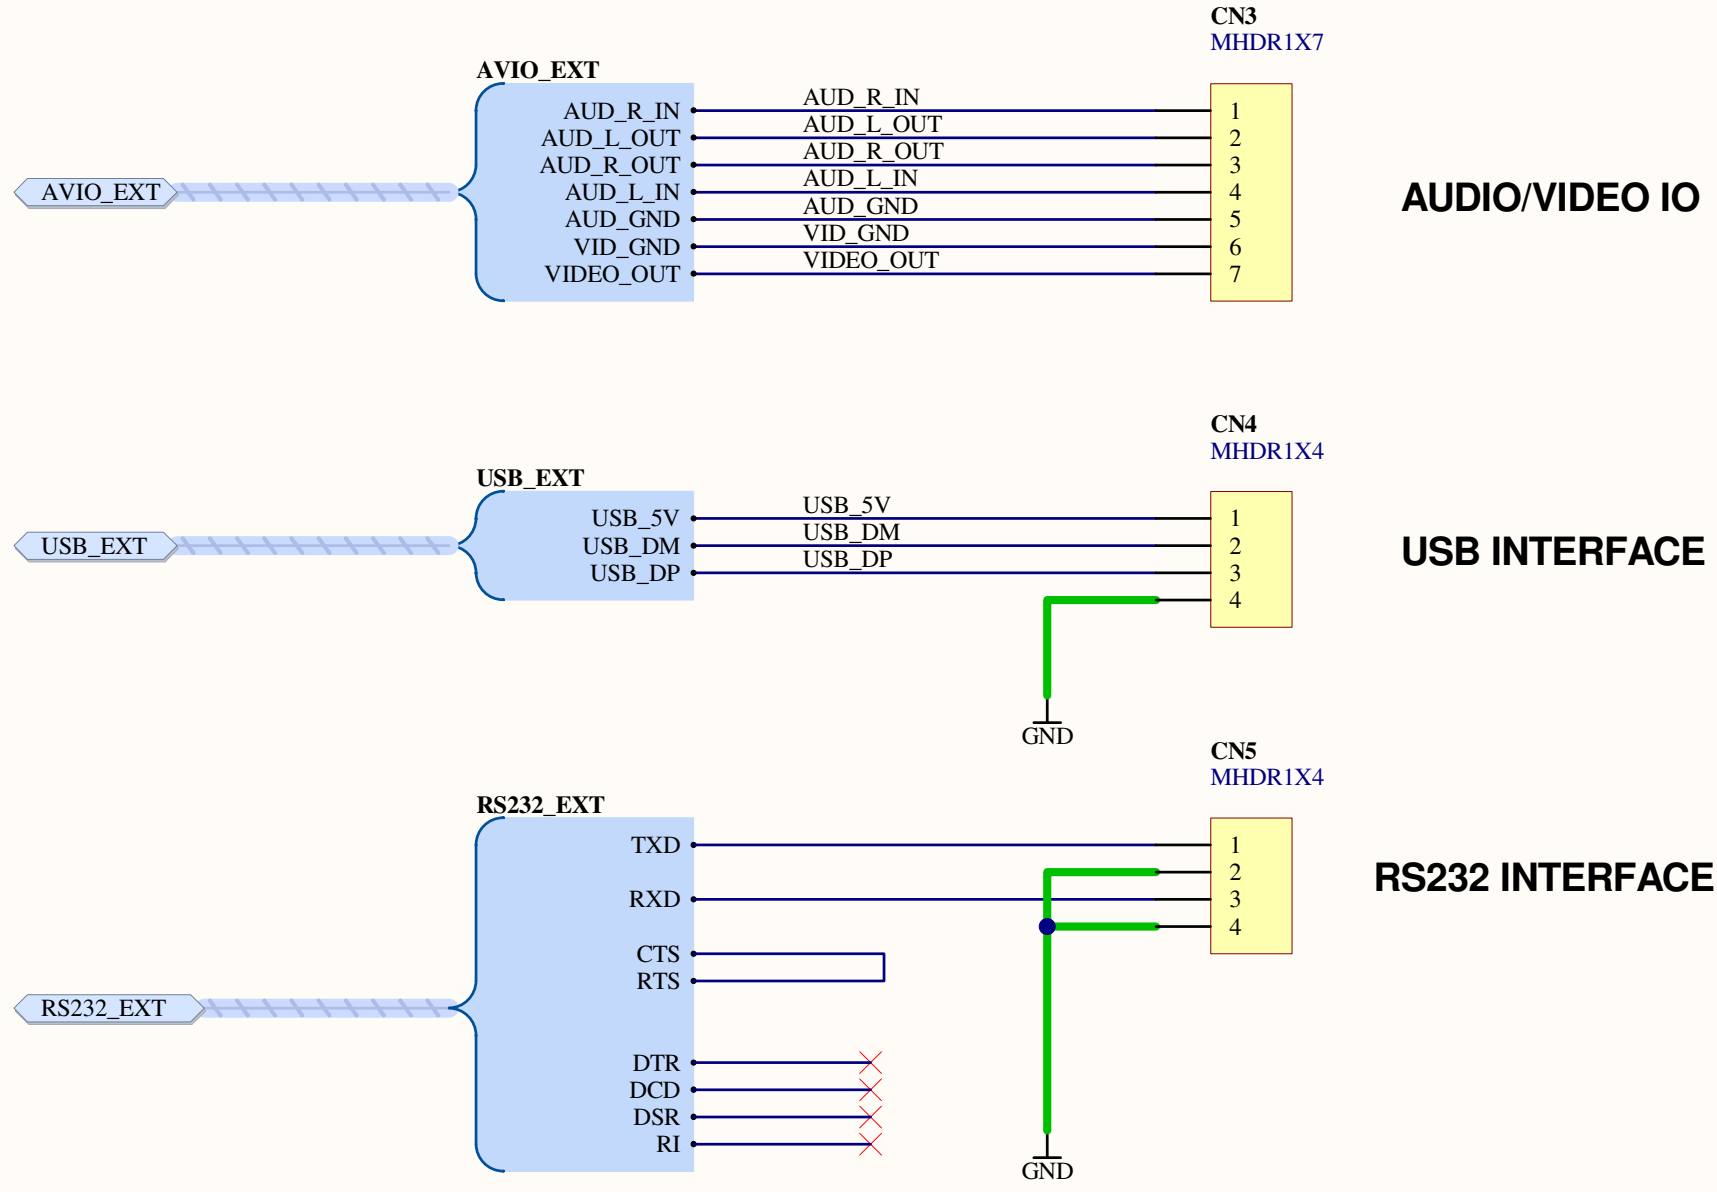 CN3
MHDR1X7
AVIO_EXT
AUD_R_IN AUD_R_IN 1
AUD_L_OUT AUD_L_OUT 2
AUD_R_OUT AUD_R_OUT 3
AVIO_EXT AUD_L_IN AUD_L_IN 4 AUDIO/VIDEO IO
AUD_GND AUD_GND 5
VID_GND VID_GND 6
VIDEO_OUT VIDEO_OUT 7
CN4
MHDR1X4
USB_EXT
USB_5V USB_5V 1
USB_EXT USB_DM USB_DM 2 USB INTERFACE
USB_DP USB_DP 3
4
GND
CN5
MHDR1X4
RS232_EXT
TXD 1
2 RS232 INTERFACE
RXD 3
4
CTS
RTS
RS232_EXT
DTR
DCD
DSR
RI
GND